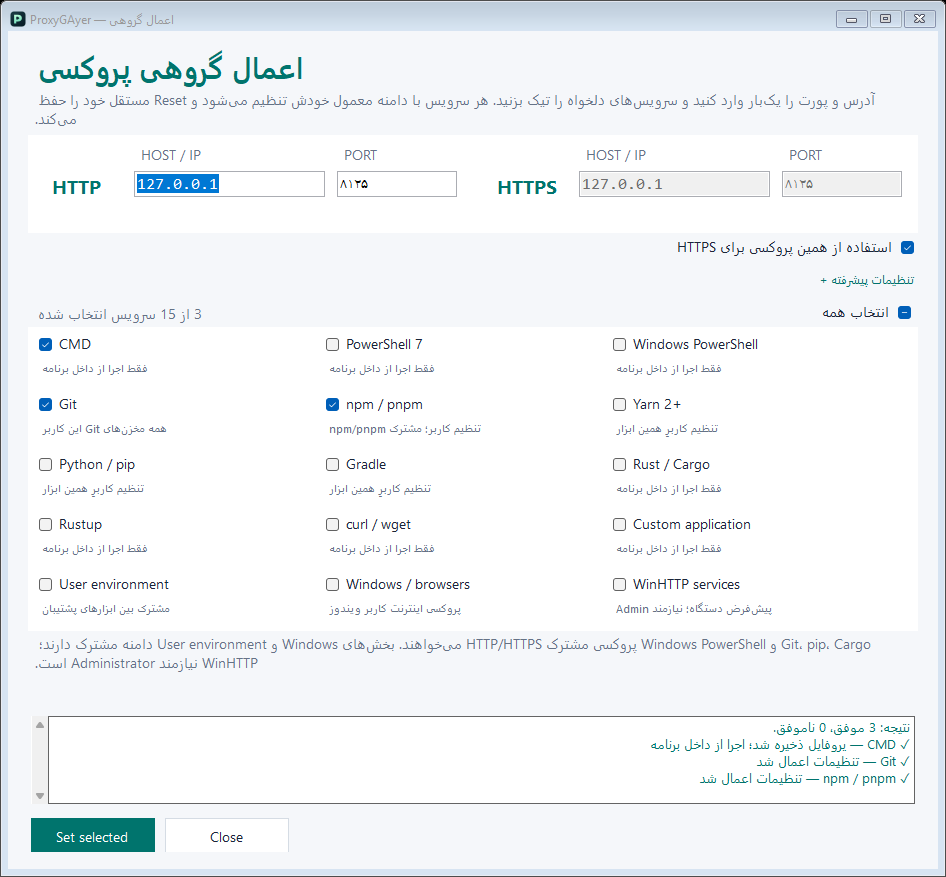 ProxyGAyer — اعمال گروهی
اعمال گروهی پروکسی
آدرس و پورت را یک‌بار وارد کنید و سرویس‌های دلخواه را تیک بزنید. هر سرویس با دامنه معمول خودش تنظیم می‌شود و Reset مستقل خود را حفظ
می‌کند.
HOST / IP PORT HOST / IP PORT
HTTP 127.0.0.1 ۸۱۲۵ HTTPS 127.0.0.1 ۸۱۲۵
استفاده از همین پروکسی برای HTTPS
تنظیمات پیشرفته +
انتخاب همه
3 از 15 سرویس انتخاب شده
CMD PowerShell 7 Windows PowerShell
فقط اجرا از داخل برنامه فقط اجرا از داخل برنامه فقط اجرا از داخل برنامه
Git npm / pnpm Yarn 2+
همه مخزن‌های Git این کاربر تنظیم کاربر؛ مشترک npm/pnpm تنظیم کاربرِ همین ابزار
Python / pip Gradle Rust / Cargo
تنظیم کاربرِ همین ابزار تنظیم کاربرِ همین ابزار فقط اجرا از داخل برنامه
Rustup curl / wget Custom application
فقط اجرا از داخل برنامه فقط اجرا از داخل برنامه فقط اجرا از داخل برنامه
User environment Windows / browsers WinHTTP services
مشترک بین ابزارهای پشتیبان پروکسی اینترنت کاربر ویندوز پیش‌فرض دستگاه؛ نیازمند Admin
Git، pip، Cargo و Windows PowerShell پروکسی مشترک HTTP/HTTPS می‌خواهند. بخش‌های Windows و User environment دامنه مشترک دارند؛
WinHTTP نیازمند Administrator است.
نتیجه: 3 موفق، 0 ناموفق.
✓ CMD — پروفایل ذخیره شد؛ اجرا از داخل برنامه
✓ Git — تنظیمات اعمال شد
✓ npm / pnpm — تنظیمات اعمال شد
Set selected Close